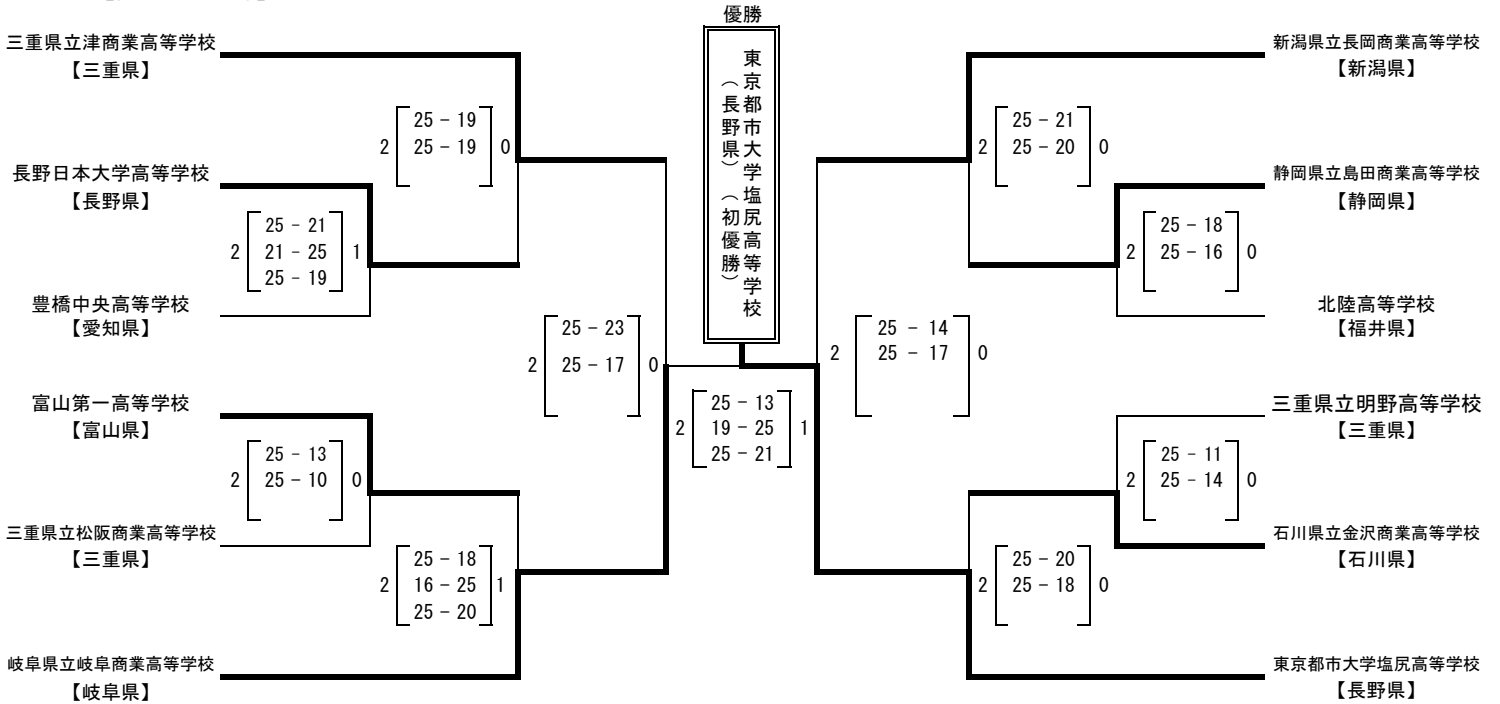 優勝
東京都市大学塩尻高等学校
（長野県）（初優勝）
三重県立津商業高等学校
【三重県】
2 25 − 19 0
25 − 19
長野日本大学高等学校
【長野県】
25 − 21
2 21 − 25 1
25 − 19
豊橋中央高等学校
【愛知県】
25 − 23
2 25 − 17 0
富山第一高等学校
【富山県】
25 − 13
2 25 − 10 0
三重県立松阪商業高等学校
【三重県】
25 − 18
2 16 − 25 1
25 − 20
岐阜県立岐阜商業高等学校
【岐阜県】
25 − 13
2 19 − 25 1
25 − 21
新潟県立長岡商業高等学校
【新潟県】
25 − 21
2 25 − 20 0
静岡県立島田商業高等学校
【静岡県】
25 − 18
2 25 − 16 0
北陸高等学校
【福井県】
25 − 14
2 25 − 17 0
三重県立明野高等学校
【三重県】
25 − 11
2 25 − 14 0
石川県立金沢商業高等学校
【石川県】
25 − 20
2 25 − 18 0
東京都市大学塩尻高等学校
【長野県】